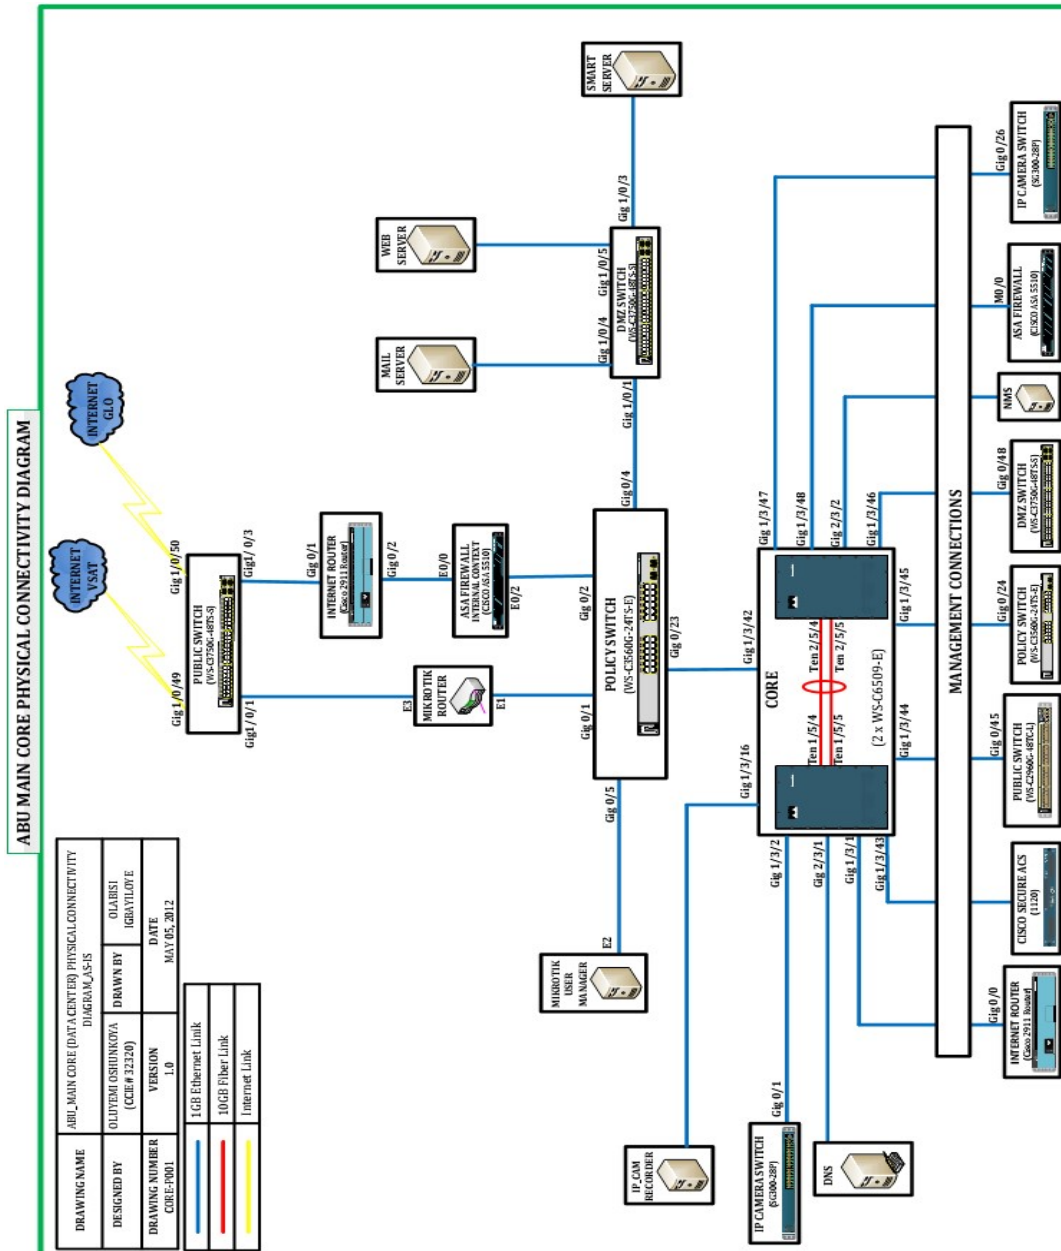 ABU MAIN CORE PHYSICAL CONNECTIVITY DIAGRAM
INTERNET
VSAT
INTERNET
GLO
Gig 1/0/49
Gig 1/0/50
PUBLIC SWITCH
(WS-C3750G-48TS-S)
Gig1/0/1
Gig1/0/3
Gig 0/1
INTERNET ROUTER
(Cisco 2911 Router)
Gig 0/2
E3
MIKROTIK
ROUTER
E1
E0/0
ASA FIREWALL
INTERNAL CONTEXT
(CISCO ASA 5510)
E0/2
MAIL
SERVER
WEB
SERVER
SMART
SERVER
Gig 1/0/4
Gig 1/0/5
Gig 1/0/3
DMZ SWITCH
(WS-C3750G-48TS-S)
Gig 1/0/1
Gig 0/4
Gig 0/1
Gig 0/2
POLICY SWITCH
(WS-C3560G-24TS-E)
Gig 0/5
Gig 0/23
E2
MIKROTIK
USER
MANAGER
IP_CAM
RECORDER
Gig 0/1
IP CAMERA SWITCH
(SG300-28P)
DNS
Gig 1/3/16
Gig 1/3/42
CORE
Gig 1/3/2
Gig 2/3/1
Gig 1/3/1
Gig 1/3/43
Ten 1/5/4
Ten 2/5/4
Ten 1/5/5
Ten 2/5/5
(2 x WS-C6509-E)
Gig 1/3/47
Gig 1/3/48
Gig 2/3/2
Gig 1/3/46
Gig 1/3/44
Gig 1/3/45
MANAGEMENT CONNECTIONS
Gig 0/0
INTERNET ROUTER
(Cisco 2911 Router)
CISCO SECURE ACS
(1120)
Gig 0/45
PUBLIC SWITCH
(WS-C2960G-48TC-L)
Gig 0/24
POLICY SWITCH
(WS-C3560G-24TS-E)
Gig 0/48
DMZ SWITCH
(WS-C3750G-48TS-S)
NMS
M0/0
ASA FIREWALL
(CISCO ASA 5510)
Gig 0/26
IP CAMERA SWITCH
(SG300-28P)
DRAWING NAME
ABU_MAIN CORE (DATA CENTER) PHYSICAL CONNECTIVITY
DIAGRAM_AS-IS
DESIGNED BY
OLUYEMI OSHUNKOYA
(CCIE# 32320)
DRAWN BY
OLABISI
IGBAYILOYE
DRAWING NUMBER
CORE-P001
VERSION
1.0
DATE
MAY 05, 2012
1GB Ethernet Linik
10GB Fiber Link
Internet Link